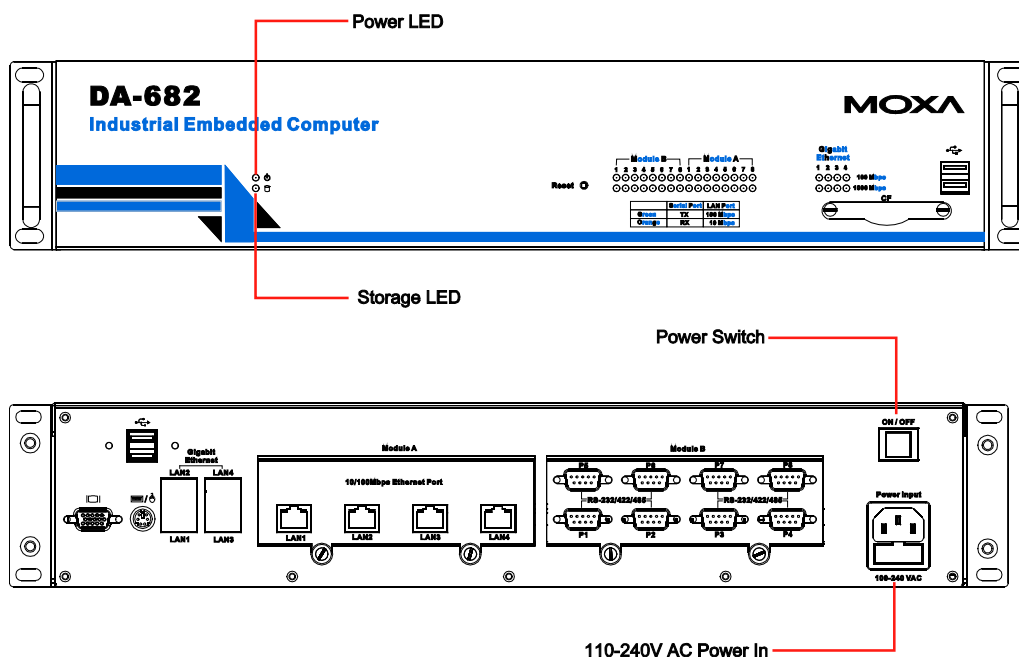 Power LED
DA-682
Industrial Embedded Computer
MOXA
Reset
Module B Module A
1 2 3 4 5 6 7 8 1 2 3 4 5 6 7 8
Serial Port LAN Port
Green TX 100 Mbps
Orange RX 10 Mbps
Gigabit
Ethernet
1 2 3 4
100 Mbps
1000 Mbps
CF
Storage LED
Power Switch
ON / OFF
Gigabit
Ethernet
LAN2 LAN4
LAN1 LAN3
Module A
10/100Mbps Ethernet Port
LAN1 LAN2 LAN3 LAN4
Module B
P5 P6 P7 P8
RS-232/422/485 RS-232/422/485
P1 P2 P3 P4
Power Input
100-240 VAC
110-240V AC Power In